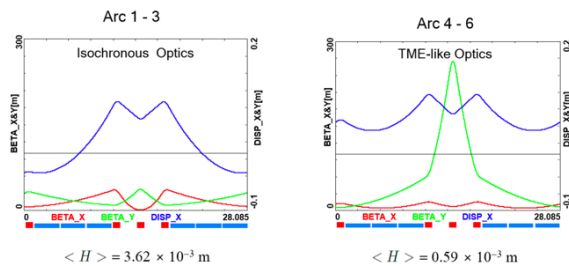 Arc 1 - 3
Isochronous Optics
300
0
BETA_X&Y[m]
0.2
-0.1
DISP_X&Y[m]
0
BETA_X
BETA_Y
DISP_X
28.085
< H > = 3.62 × 10⁻³ m
Arc 4 - 6
TME-like Optics
300
0
BETA_X&Y[m]
0.2
-0.1
DISP_X&Y[m]
0
BETA_X
BETA_Y
DISP_X
28.085
< H > = 0.59 × 10⁻³ m